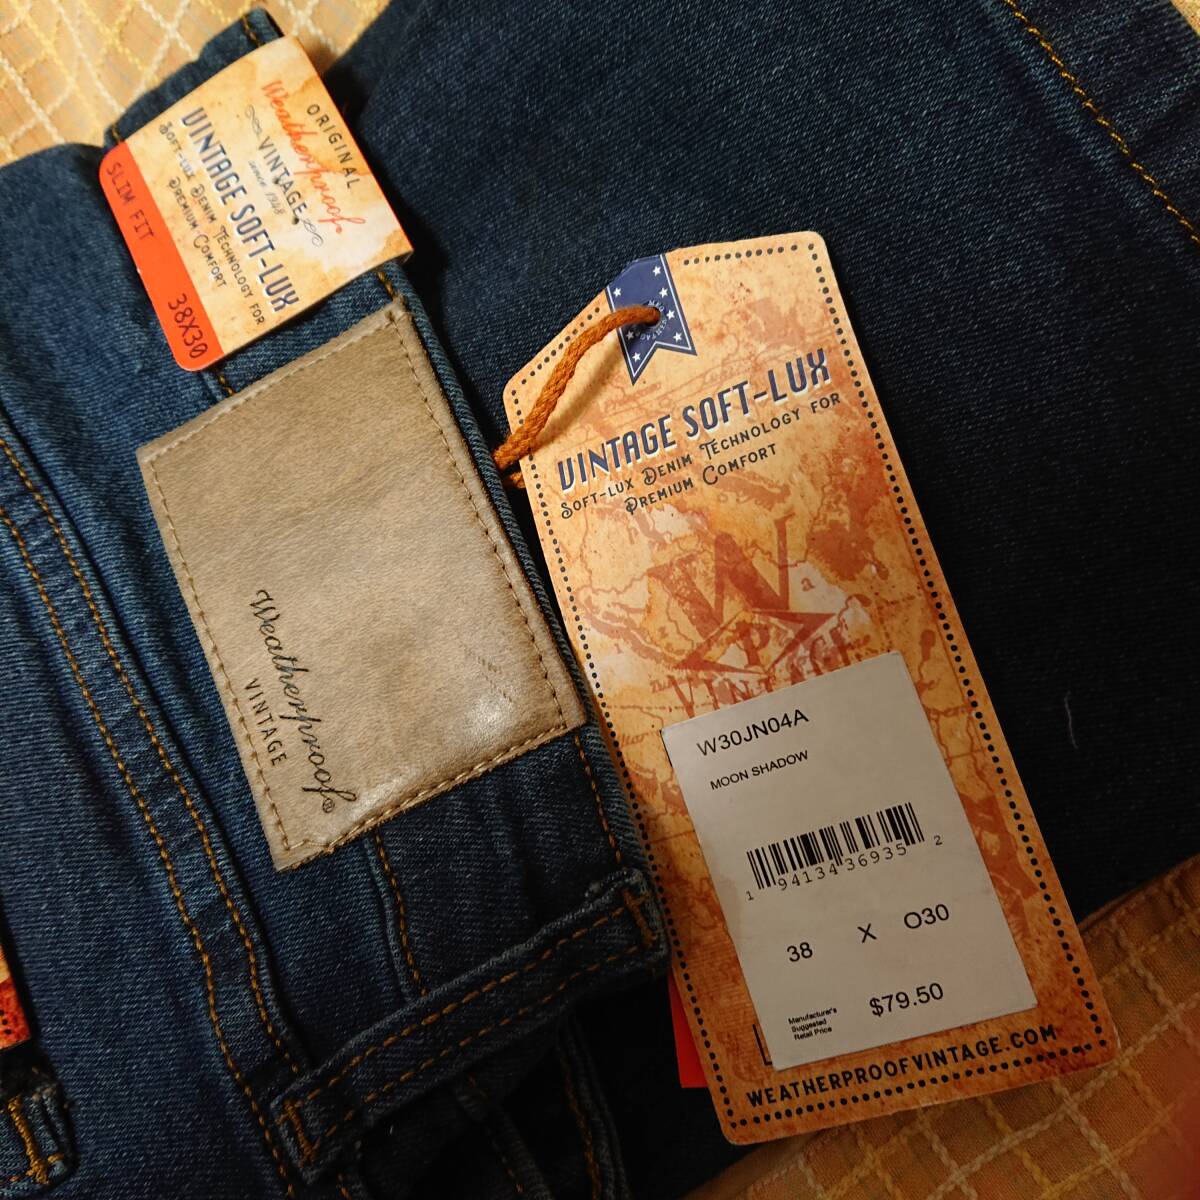 ORIGINAL
Weatherproof
VINTAGE
since 1948
VINTAGE SOFT-LUX
SOFT-LUX DENIM TECHNOLOGY FOR
PREMIUM COMFORT
SLIM FIT
38X30
Weatherproof®
VINTAGE
VINTAGE SOFT-LUX
SOFT-LUX DENIM TECHNOLOGY FOR
PREMIUM COMFORT
W
P
VINTAGE
W30JN04A
MOON SHADOW
1 94134 36935 2
38 X O30
Manufacturer's
Suggested
Retail Price
$79.50
WEATHERPROOFVINTAGE.COM